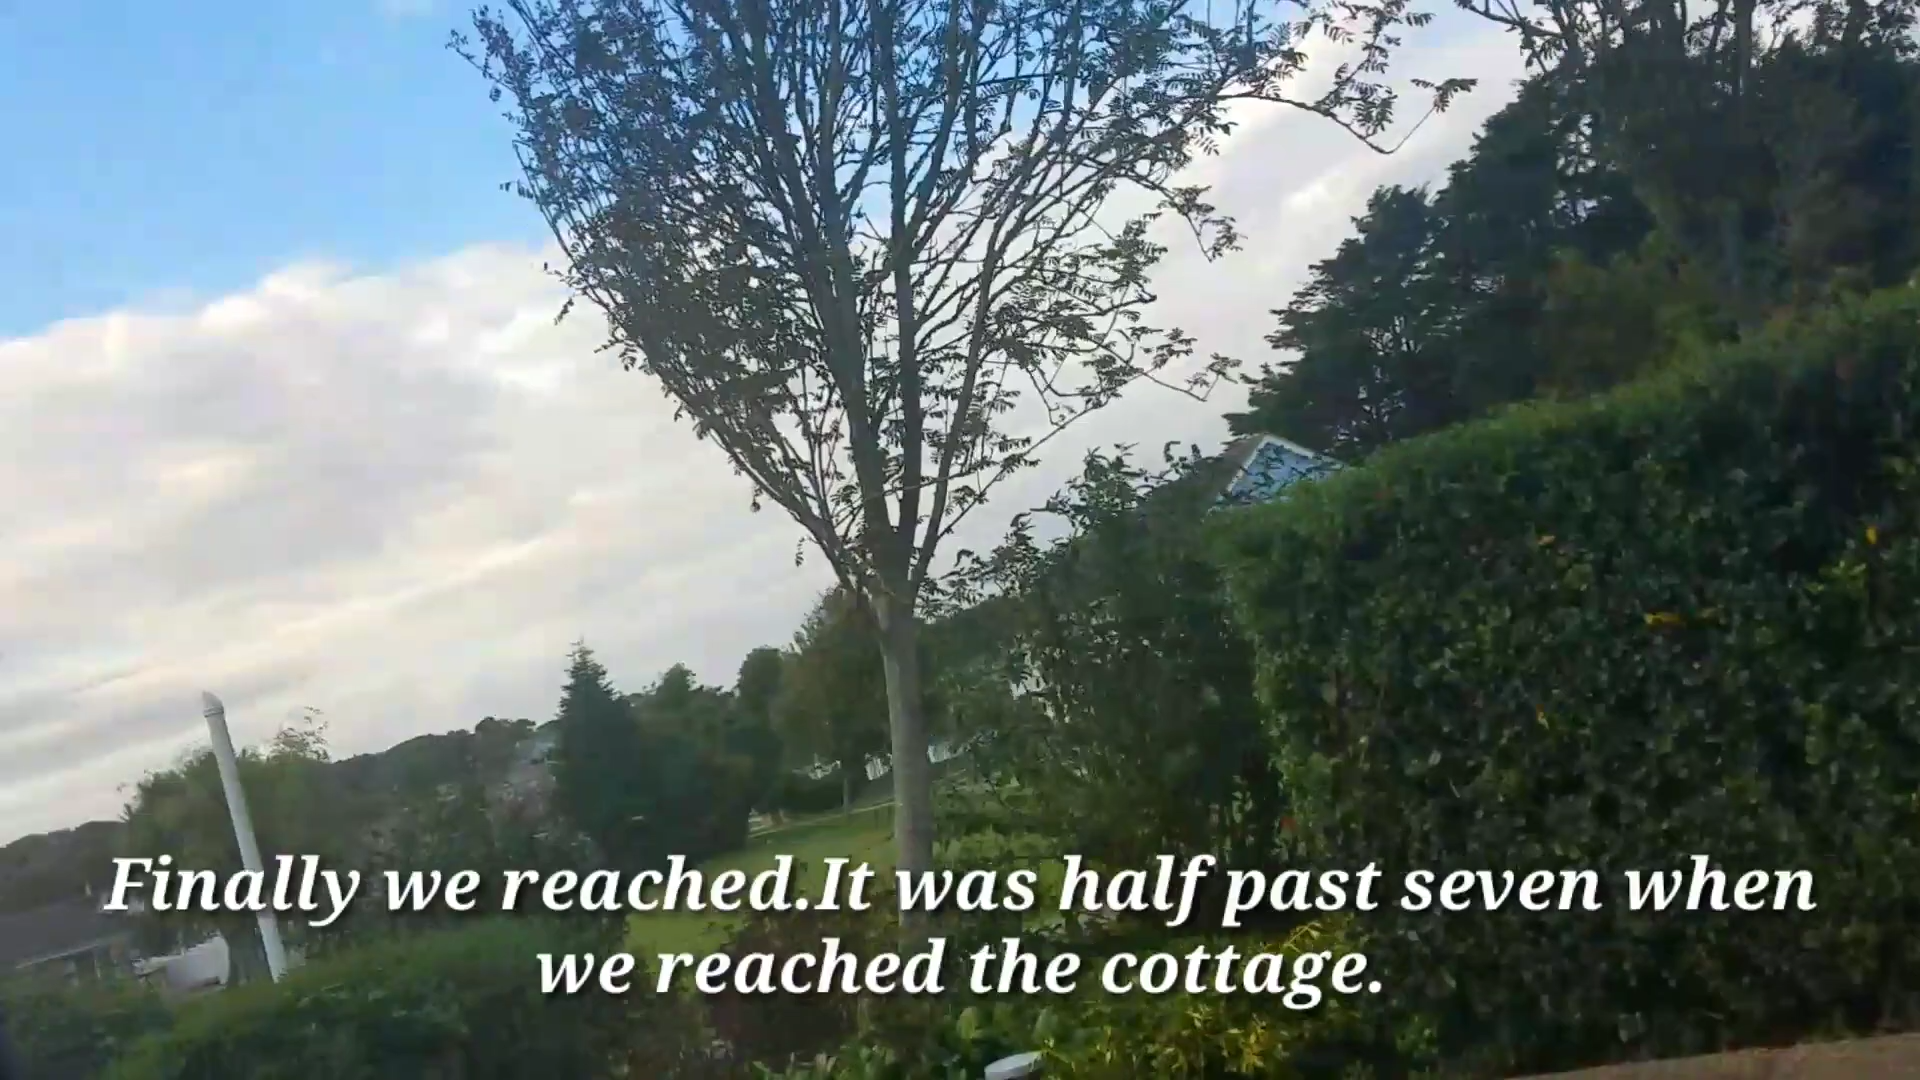 Finally we reached.It was half past seven when
we reached the cottage.